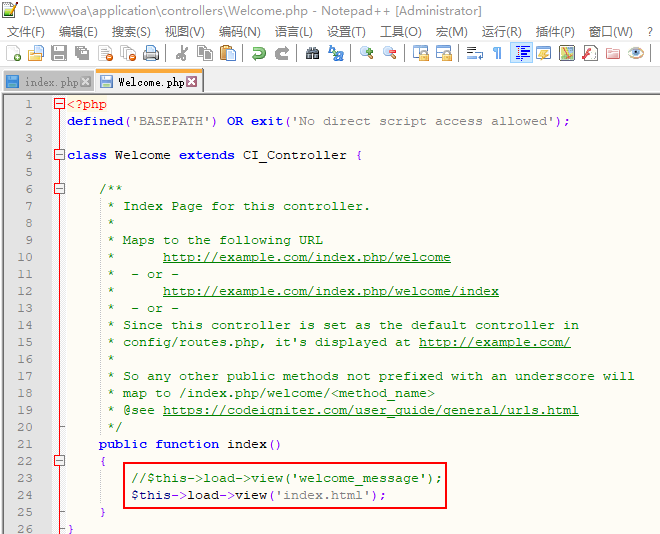 D:\www\oa\application\controllers\Welcome.php - Notepad++ [Administrator]
文件(F) 编辑(E) 搜索(S) 视图(V) 编码(N) 语言(L) 设置(T) 工具(O) 宏(M) 运行(R) 插件(P) 窗口(W)
index.php Welcome.php
1 <?php
2 defined('BASEPATH') OR exit('No direct script access allowed');
3
4 class Welcome extends CI_Controller {
5
6 /**
7 * Index Page for this controller.
8 *
9 * Maps to the following URL
10 * http://example.com/index.php/welcome
11 * - or -
12 * http://example.com/index.php/welcome/index
13 * - or -
14 * Since this controller is set as the default controller in
15 * config/routes.php, it's displayed at http://example.com/
16 *
17 * So any other public methods not prefixed with an underscore will
18 * map to /index.php/welcome/<method_name>
19 * @see https://codeigniter.com/user_guide/general/urls.html
20 */
21 public function index()
22 {
23 //$this->load->view('welcome_message');
24 $this->load->view('index.html');
25 }
26 }